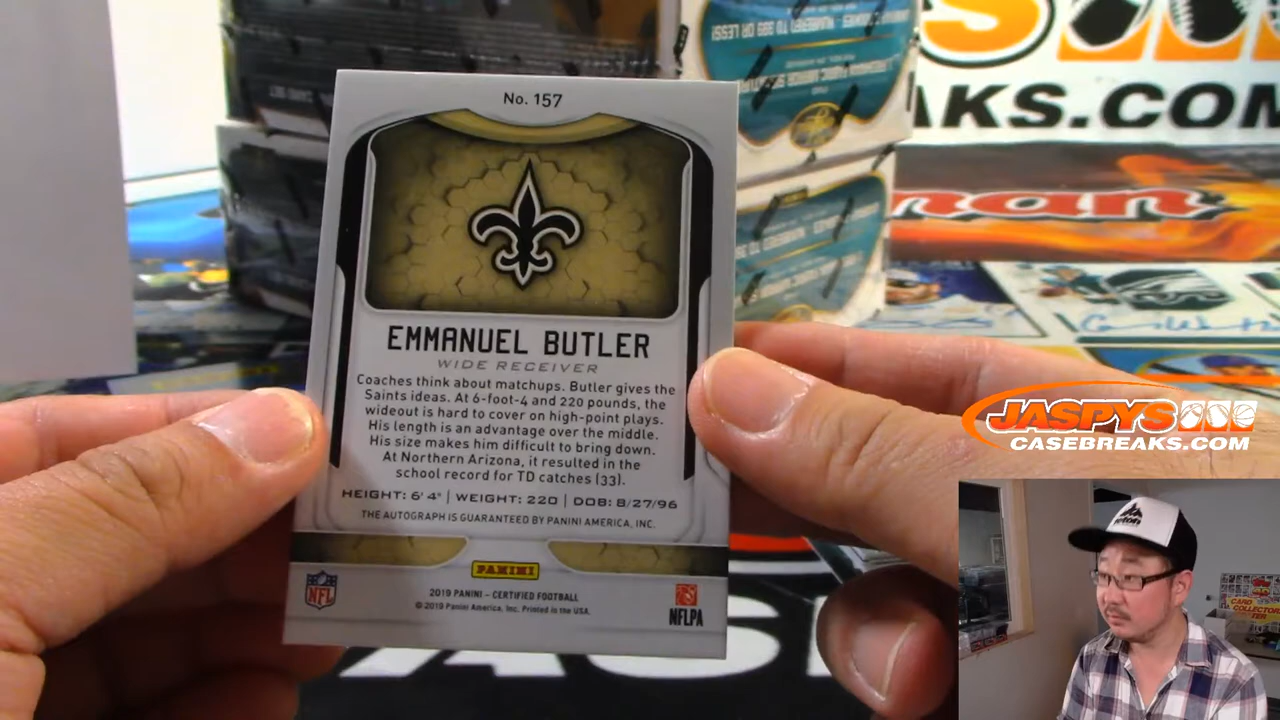 No. 157
EMMANUEL BUTLER
WIDE RECEIVER
Coaches think about matchups. Butler gives the
Saints ideas. At 6-foot-4 and 220 pounds, the
wideout is hard to cover on high-point plays.
His length is an advantage over the middle.
His size makes him difficult to bring down.
At Northern Arizona, it resulted in the
school record for TD catches (33).
HEIGHT: 6' 4" | WEIGHT: 220 | DOB: 8/27/96
THE AUTOGRAPH IS GUARANTEED BY PANINI AMERICA, INC.
PANINI
NFL
2019 PANINI – CERTIFIED FOOTBALL
© 2019 Panini America, Inc. Printed in the USA.
NFLPA
AKS.COM
JASPYS
CASEBREAKS.COM